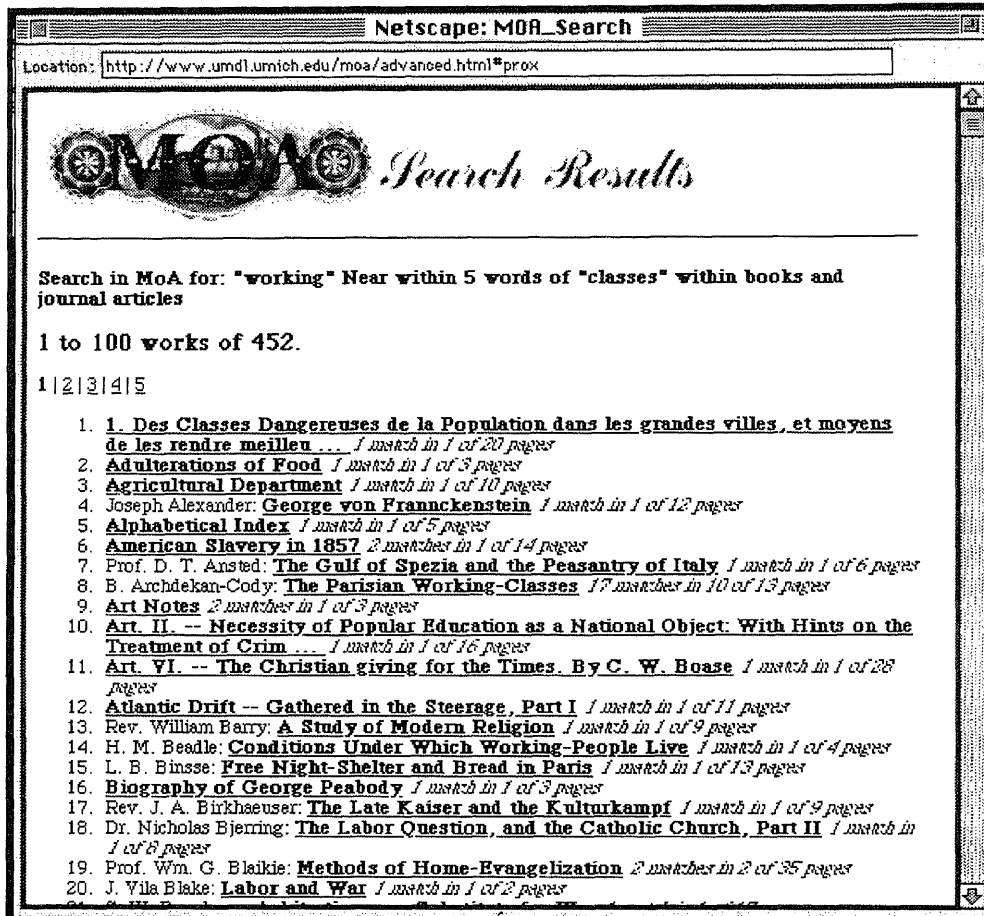 Netscape: MOA_Search
Location: http://www.umdl.umich.edu/moa/advanced.html#prox
MOA Search Results
Search in MoA for: "working" Near within 5 words of "classes" within books and
journal articles
1 to 100 works of 452.
1|2|3|4|5
1. 1. Des Classes Dangereuses de la Population dans les grandes villes, et moyens
de les rendre meilleu ... 1 match in 1 of 20 pages
2. Adulterations of Food 1 match in 1 of 3 pages
3. Agricultural Department 1 match in 1 of 10 pages
4. Joseph Alexander: George von Frannckenstein 1 match in 1 of 12 pages
5. Alphabetical Index 1 match in 1 of 5 pages
6. American Slavery in 1857 2 matches in 1 of 14 pages
7. Prof. D. T. Ansted: The Gulf of Spezia and the Peasantry of Italy 1 match in 1 of 6 pages
8. B. Archdekan-Cody: The Parisian Working-Classes 17 matches in 10 of 13 pages
9. Art Notes 2 matches in 1 of 3 pages
10. Art. II. -- Necessity of Popular Education as a National Object: With Hints on the
Treatment of Crim ... 1 match in 1 of 16 pages
11. Art. VI. -- The Christian giving for the Times. By C. W. Boase 1 match in 1 of 28
pages
12. Atlantic Drift -- Gathered in the Steerage, Part I 1 match in 1 of 11 pages
13. Rev. William Barry: A Study of Modern Religion 1 match in 1 of 9 pages
14. H. M. Beadle: Conditions Under Which Working-People Live 1 match in 1 of 4 pages
15. L. B. Binsse: Free Night-Shelter and Bread in Paris 1 match in 1 of 13 pages
16. Biography of George Peabody 1 match in 1 of 3 pages
17. Rev. J. A. Birkhaeuser: The Late Kaiser and the Kulturkampf 1 match in 1 of 9 pages
18. Dr. Nicholas Bjerring: The Labor Question, and the Catholic Church, Part II 1 match in
1 of 8 pages
19. Prof. Wm. G. Blaikie: Methods of Home-Evangelization 2 matches in 2 of 35 pages
20. J. Vila Blake: Labor and War 1 match in 1 of 2 pages